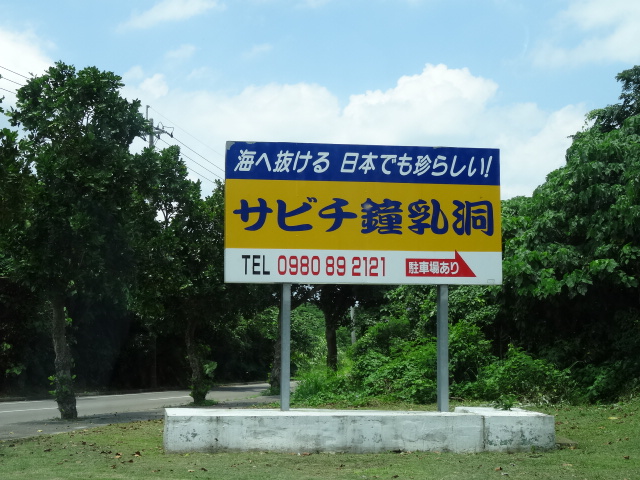 海へ抜ける 日本でも珍らしい!
サビチ鐘乳洞
TEL 0980 89 2121 駐車場あり